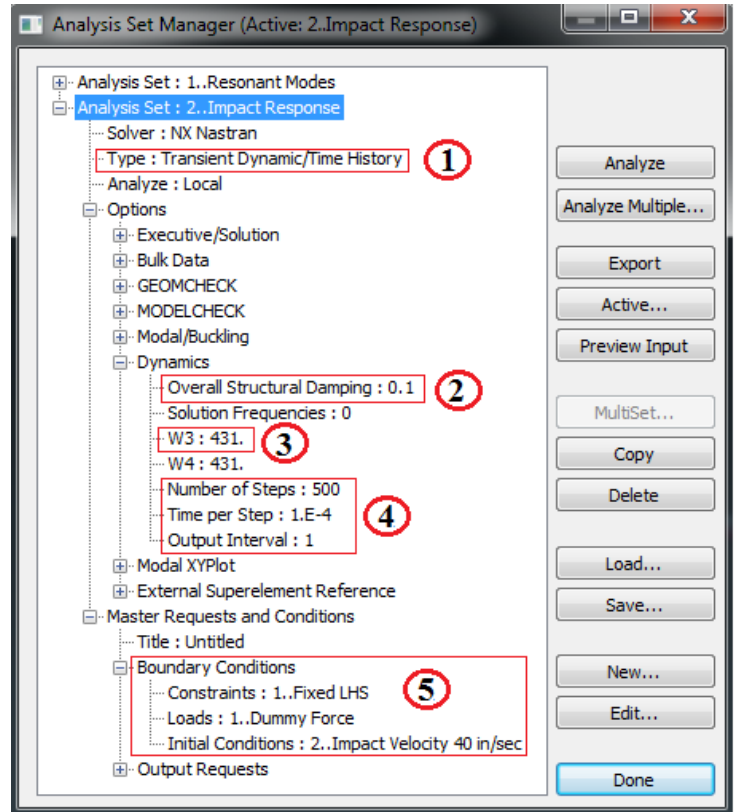 Analysis Set Manager (Active: 2..Impact Response)
Analysis Set : 1..Resonant Modes
Analysis Set : 2..Impact Response
Solver : NX Nastran
Type : Transient Dynamic/Time History
1
Analyze : Local
Options
Executive/Solution
Bulk Data
GEOMCHECK
MODELCHECK
Modal/Buckling
Dynamics
Overall Structural Damping : 0.1
2
Solution Frequencies : 0
W3 : 431.
3
W4 : 431.
Number of Steps : 500
Time per Step : 1.E-4
4
Output Interval : 1
Modal XYPlot
External Superelement Reference
Master Requests and Conditions
Title : Untitled
Boundary Conditions
Constraints : 1..Fixed LHS
5
Loads : 1..Dummy Force
Initial Conditions : 2..Impact Velocity 40 in/sec
Output Requests
Analyze
Analyze Multiple...
Export
Active...
Preview Input
MultiSet...
Copy
Delete
Load...
Save...
New...
Edit...
Done